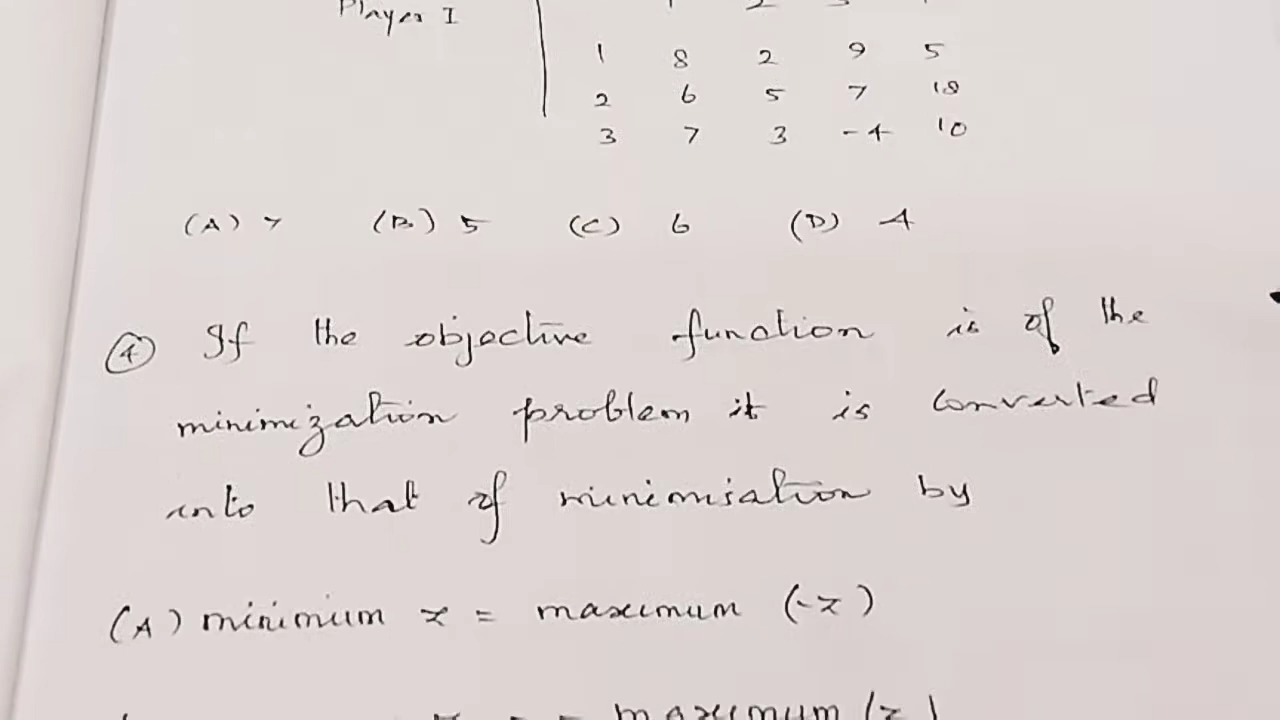 Player I
1 8 2 9 5
2 6 5 7 18
3 7 3 -4 10
(A) 7 (B) 5 (C) 6 (D) 4
(4) If the objective function is of the
minimization problem it is converted
into that of minimisation by
(A) minimum z = maximum (-z)
maximum (z)